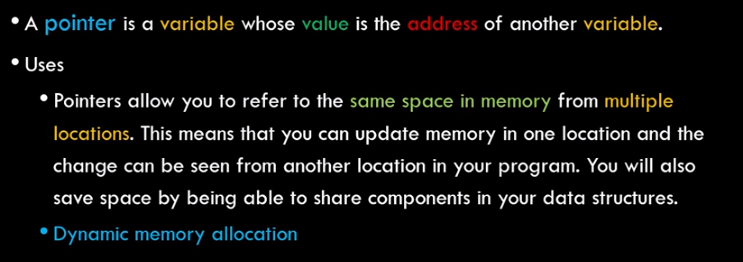 • A pointer is a variable whose value is the address of another variable.
• Uses
• Pointers allow you to refer to the same space in memory from multiple
locations. This means that you can update memory in one location and the
change can be seen from another location in your program. You will also
save space by being able to share components in your data structures.
• Dynamic memory allocation